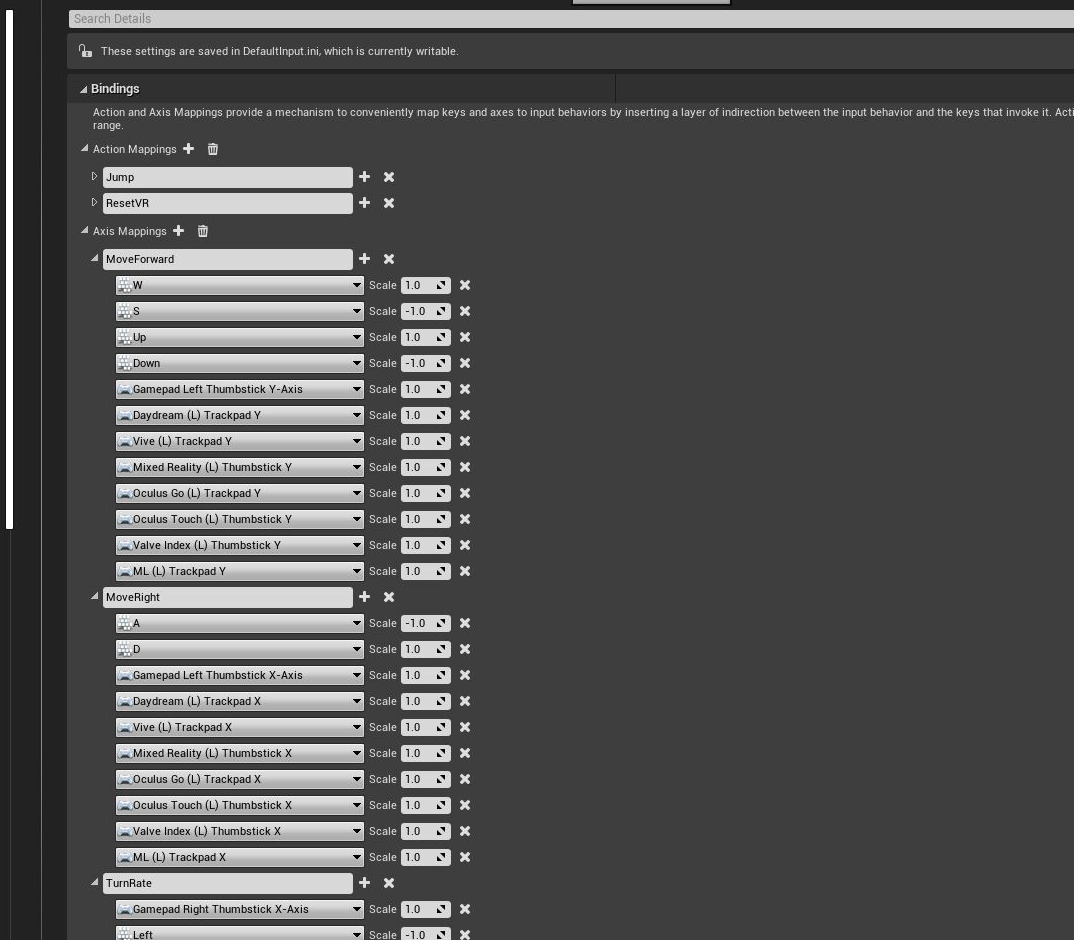 Search Details
These settings are saved in DefaultInput.ini, which is currently writable.
Bindings
Action and Axis Mappings provide a mechanism to conveniently map keys and axes to input behaviors by inserting a layer of indirection between the input behavior and the keys that invoke it. Acti
range.
Action Mappings
Jump
ResetVR
Axis Mappings
MoveForward
W Scale 1.0
S Scale -1.0
Up Scale 1.0
Down Scale -1.0
Gamepad Left Thumbstick Y-Axis Scale 1.0
Daydream (L) Trackpad Y Scale 1.0
Vive (L) Trackpad Y Scale 1.0
Mixed Reality (L) Thumbstick Y Scale 1.0
Oculus Go (L) Trackpad Y Scale 1.0
Oculus Touch (L) Thumbstick Y Scale 1.0
Valve Index (L) Thumbstick Y Scale 1.0
ML (L) Trackpad Y Scale 1.0
MoveRight
A Scale -1.0
D Scale 1.0
Gamepad Left Thumbstick X-Axis Scale 1.0
Daydream (L) Trackpad X Scale 1.0
Vive (L) Trackpad X Scale 1.0
Mixed Reality (L) Thumbstick X Scale 1.0
Oculus Go (L) Trackpad X Scale 1.0
Oculus Touch (L) Thumbstick X Scale 1.0
Valve Index (L) Thumbstick X Scale 1.0
ML (L) Trackpad X Scale 1.0
TurnRate
Gamepad Right Thumbstick X-Axis Scale 1.0
Left Scale -1.0